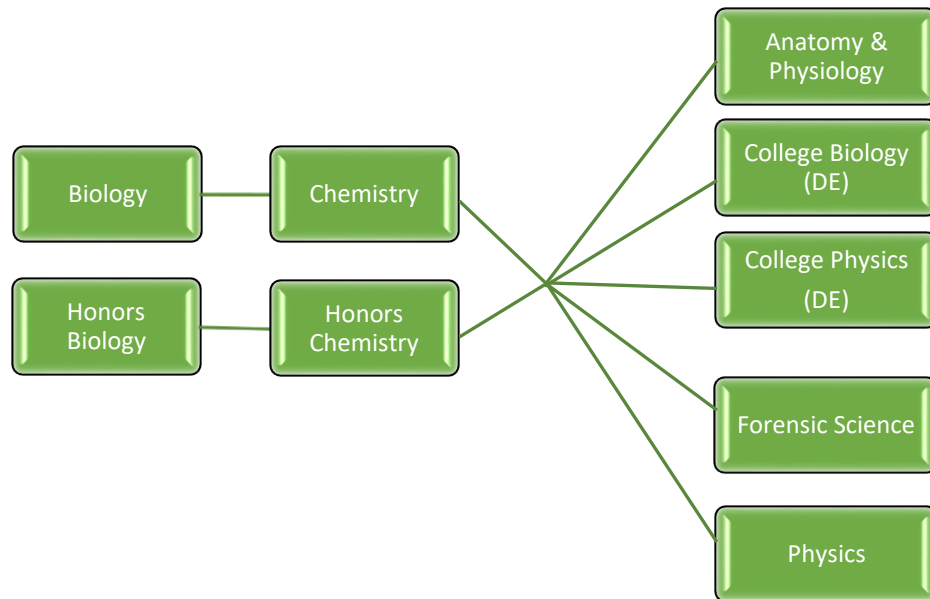 Biology
Chemistry
Honors
Biology
Honors
Chemistry
Anatomy &
Physiology
College Biology
(DE)
College Physics
(DE)
Forensic Science
Physics